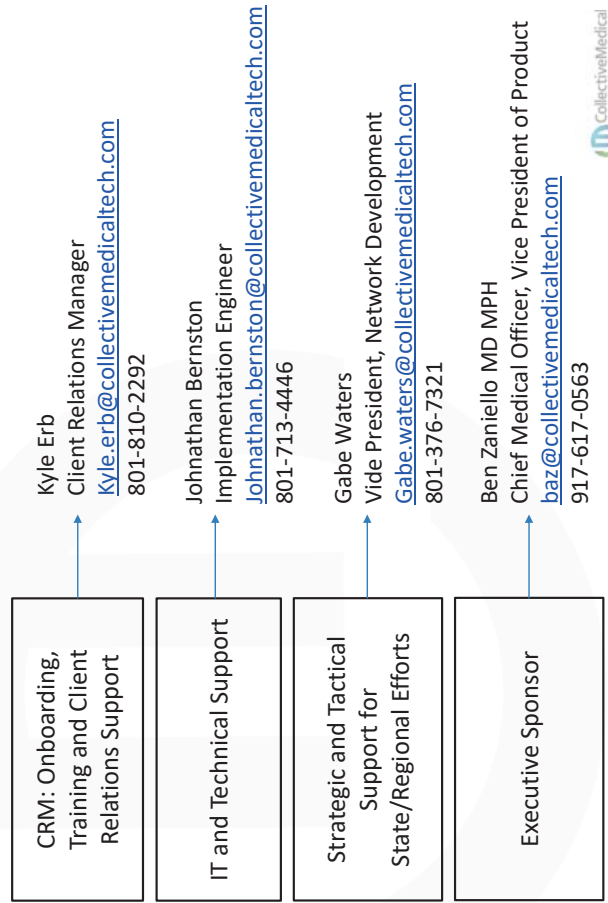 CRM: Onboarding,
Training and Client
Relations Support
Kyle Erb
Client Relations Manager
Kyle.erb@collectivemedicaltech.com
801-810-2292
IT and Technical Support
Johnathan Bernston
Implementation Engineer
Johnathan.bernston@collectivemedicaltech.com
801-713-4446
Strategic and Tactical
Support for
State/Regional Efforts
Gabe Waters
Vide President, Network Development
Gabe.waters@collectivemedicaltech.com
801-376-7321
Executive Sponsor
Ben Zaniello MD MPH
Chief Medical Officer, Vice President of Product
baz@collectivemedicaltech.com
917-617-0563
CollectiveMedical